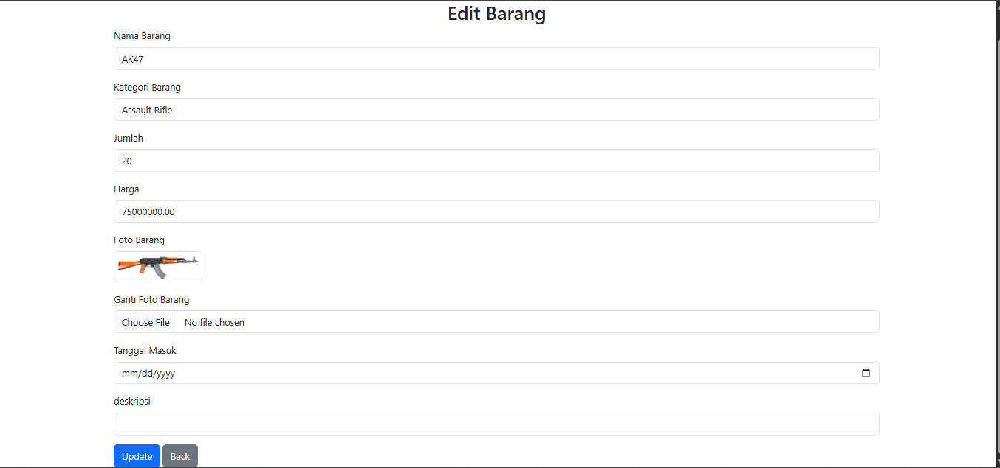 Edit Barang
Nama Barang
AK47
Kategori Barang
Assault Rifle
Jumlah
20
Harga
75000000.00
Foto Barang
Ganti Foto Barang
Choose File No file chosen
Tanggal Masuk
mm/dd/yyyy
deskripsi
Update Back